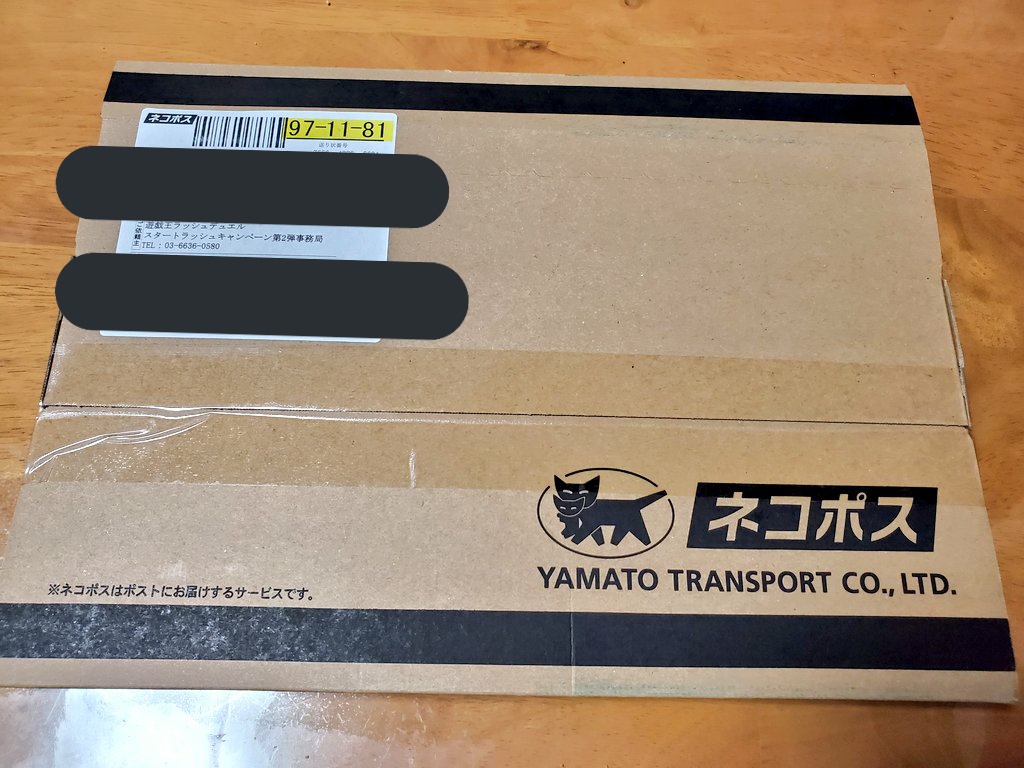 ネコポス
97-11-81
送り状番号
ご依頼主
遊戯王ラッシュデュエル
スタートラッシュキャンペーン第2弾事務局
TEL:03-6636-0580
ネコポス
YAMATO TRANSPORT CO., LTD.
※ネコポスはポストにお届けするサービスです。